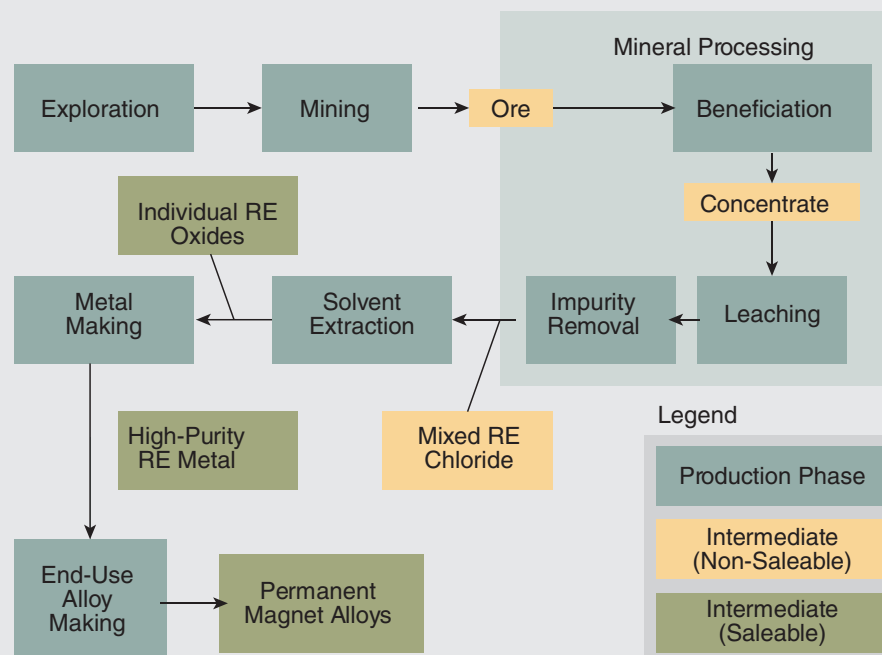 Mineral Processing
Exploration
Mining
Ore
Beneficiation
Concentrate
Individual RE
Oxides
Metal
Making
Solvent
Extraction
Impurity
Removal
Leaching
High-Purity
RE Metal
Mixed RE
Chloride
End-Use
Alloy
Making
Permanent
Magnet Alloys
Legend
Production Phase
Intermediate
(Non-Saleable)
Intermediate
(Saleable)